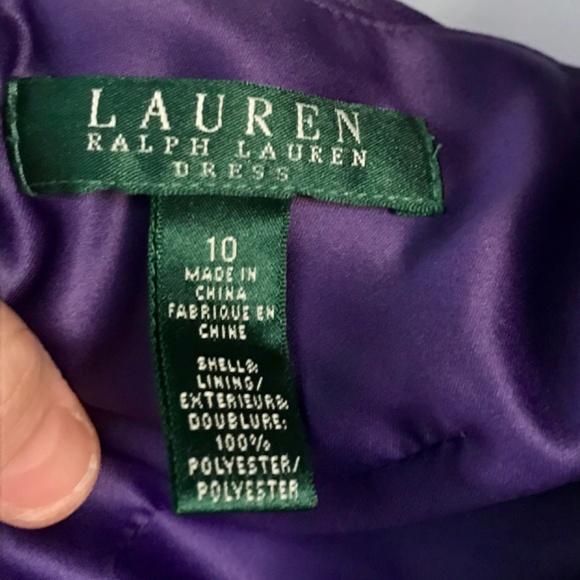 LAUREN
RALPH LAUREN
DRESS
10
MADE IN
CHINA
FABRIQUE EN
CHINE
SHELL&
LINING/
EXTERIEUR&
DOUBLURE:
100%
POLYESTER/
POLYESTER